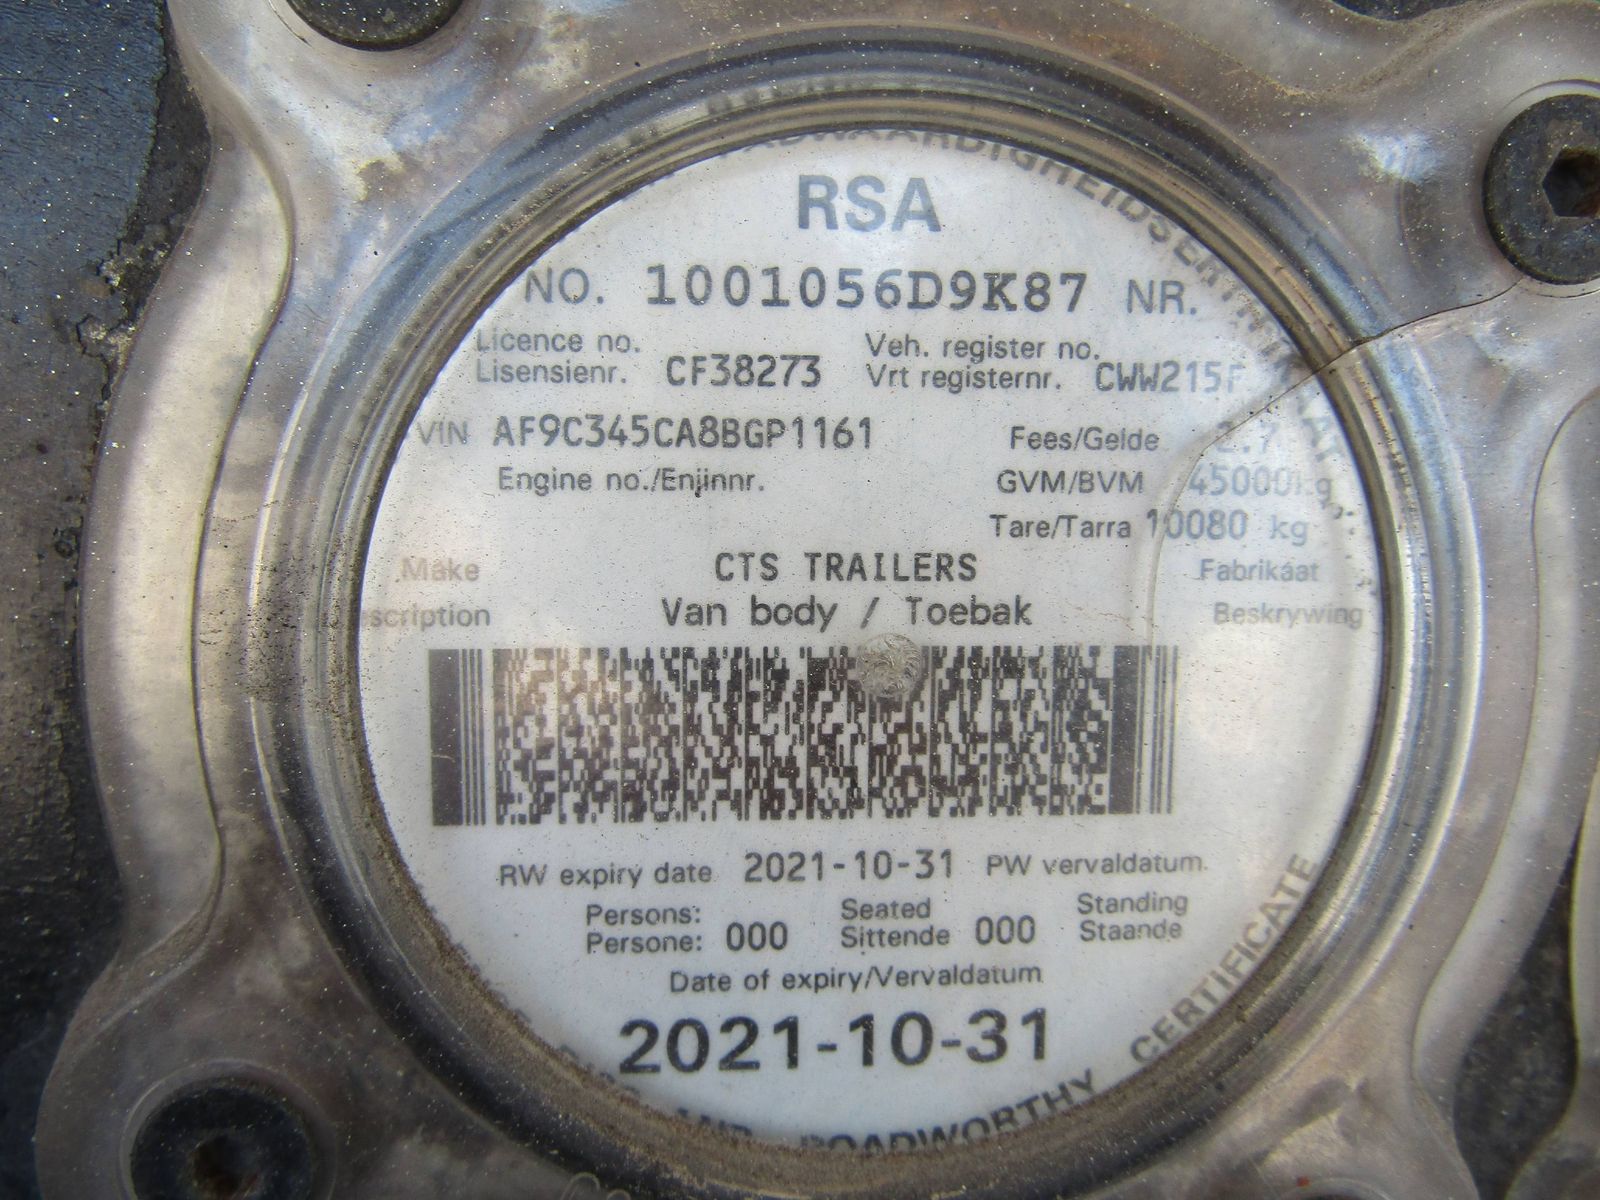 RSA
NO. 1001056D9K87 NR.
Licence no. Veh. register no.
Lisensienr. CF38273 Vrt registernr. CWW215F
VIN AF9C345CA8BGP1161 Fees/Gelde 2.7
Engine no./Enjinnr. GVM/BVM 45000kg
Tare/Tarra 10080 kg
Make CTS TRAILERS Fabrikaat
Van body / Toebak Beskrywing
RW expiry date 2021-10-31 PW vervaldatum.
Persons: Seated Standing
Persone: 000 Sittende 000 Staande
Date of expiry/Vervaldatum
2021-10-31
ROADWORTHY CERTIFICATE